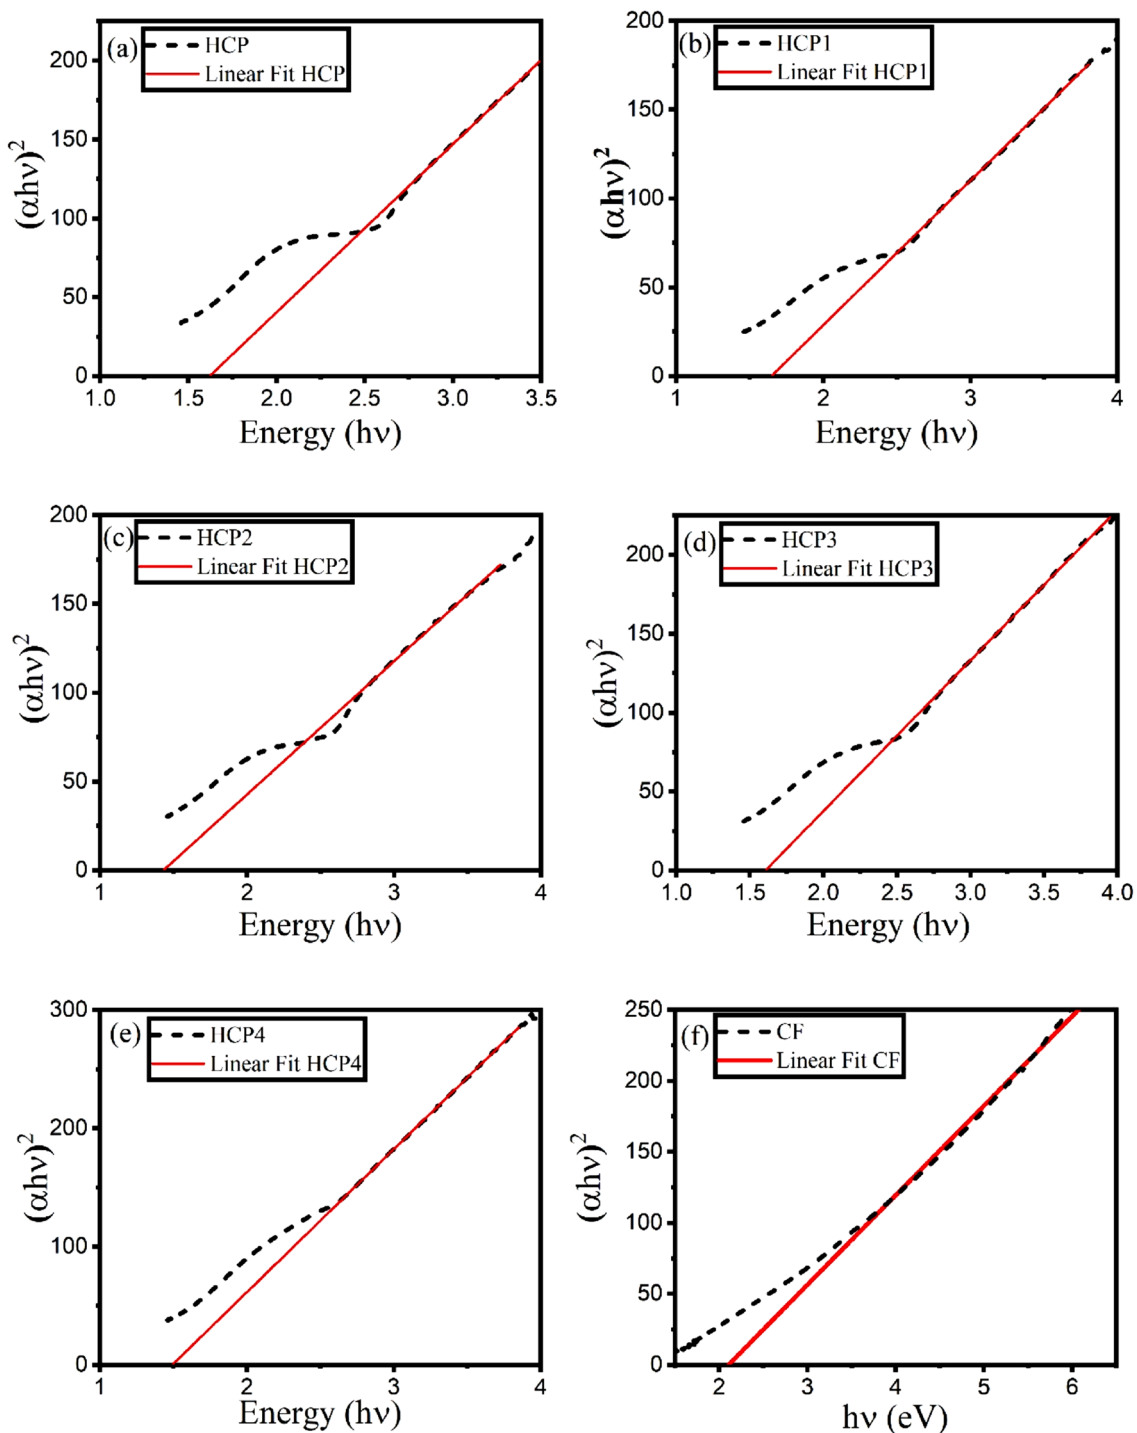 (a)
HCP
Linear Fit HCP
(αhν)²
200
150
100
50
0
1.0 1.5 2.0 2.5 3.0 3.5
Energy (hν)
(b)
HCP1
Linear Fit HCP1
(αhν)²
200
150
100
50
0
1 2 3 4
Energy (hν)
(c)
HCP2
Linear Fit HCP2
(αhν)²
200
150
100
50
0
1 2 3 4
Energy (hν)
(d)
HCP3
Linear Fit HCP3
(αhν)²
200
150
100
50
0
1.0 1.5 2.0 2.5 3.0 3.5 4.0
Energy (hν)
(e)
HCP4
Linear Fit HCP4
(αhν)²
300
200
100
0
1 2 3 4
Energy (hν)
(f)
CF
Linear Fit CF
(αhν)²
250
200
150
100
50
0
2 3 4 5 6
hν (eV)